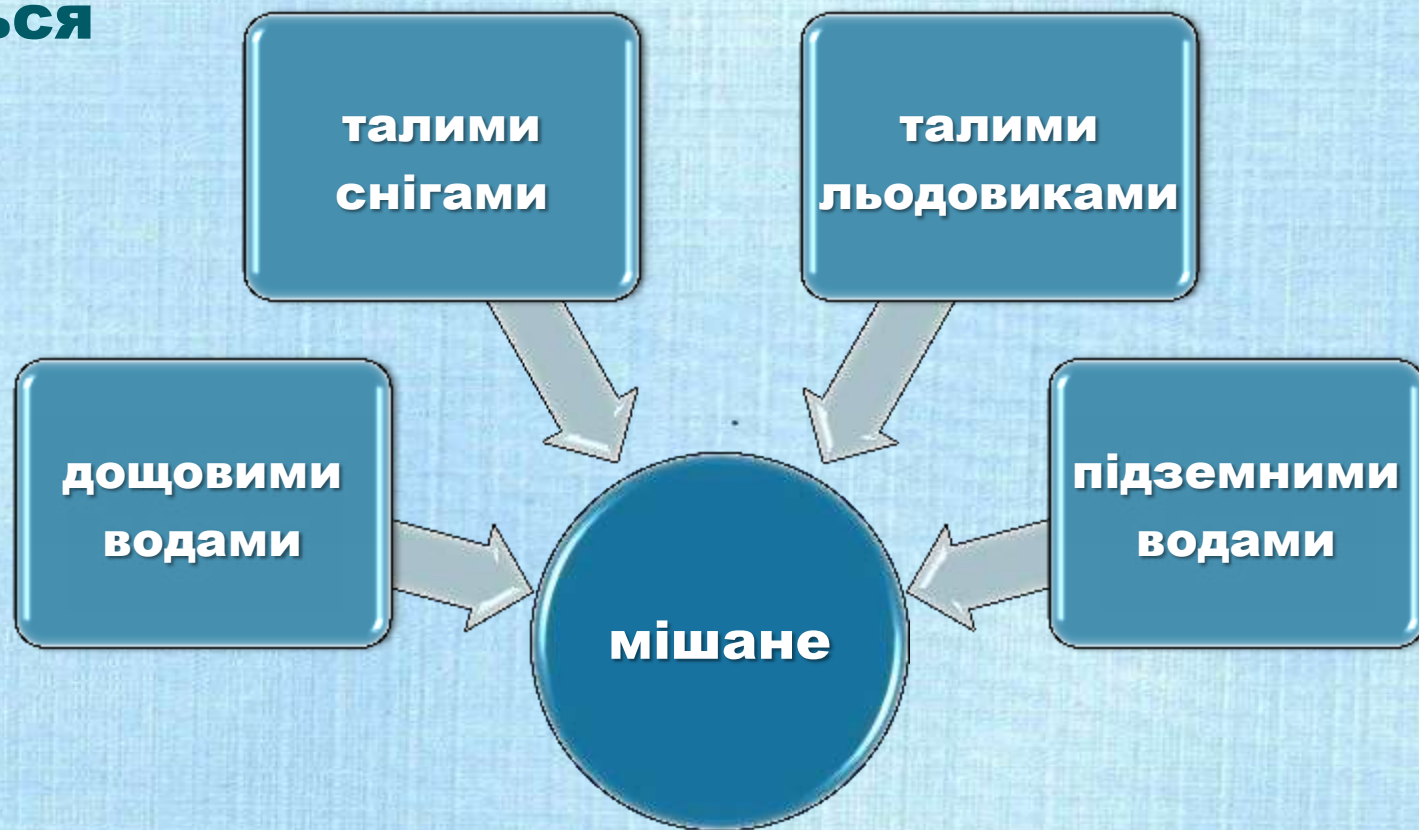 ься
талими
снігами
талими
льодовиками
дощовими
водами
підземними
водами
мішане